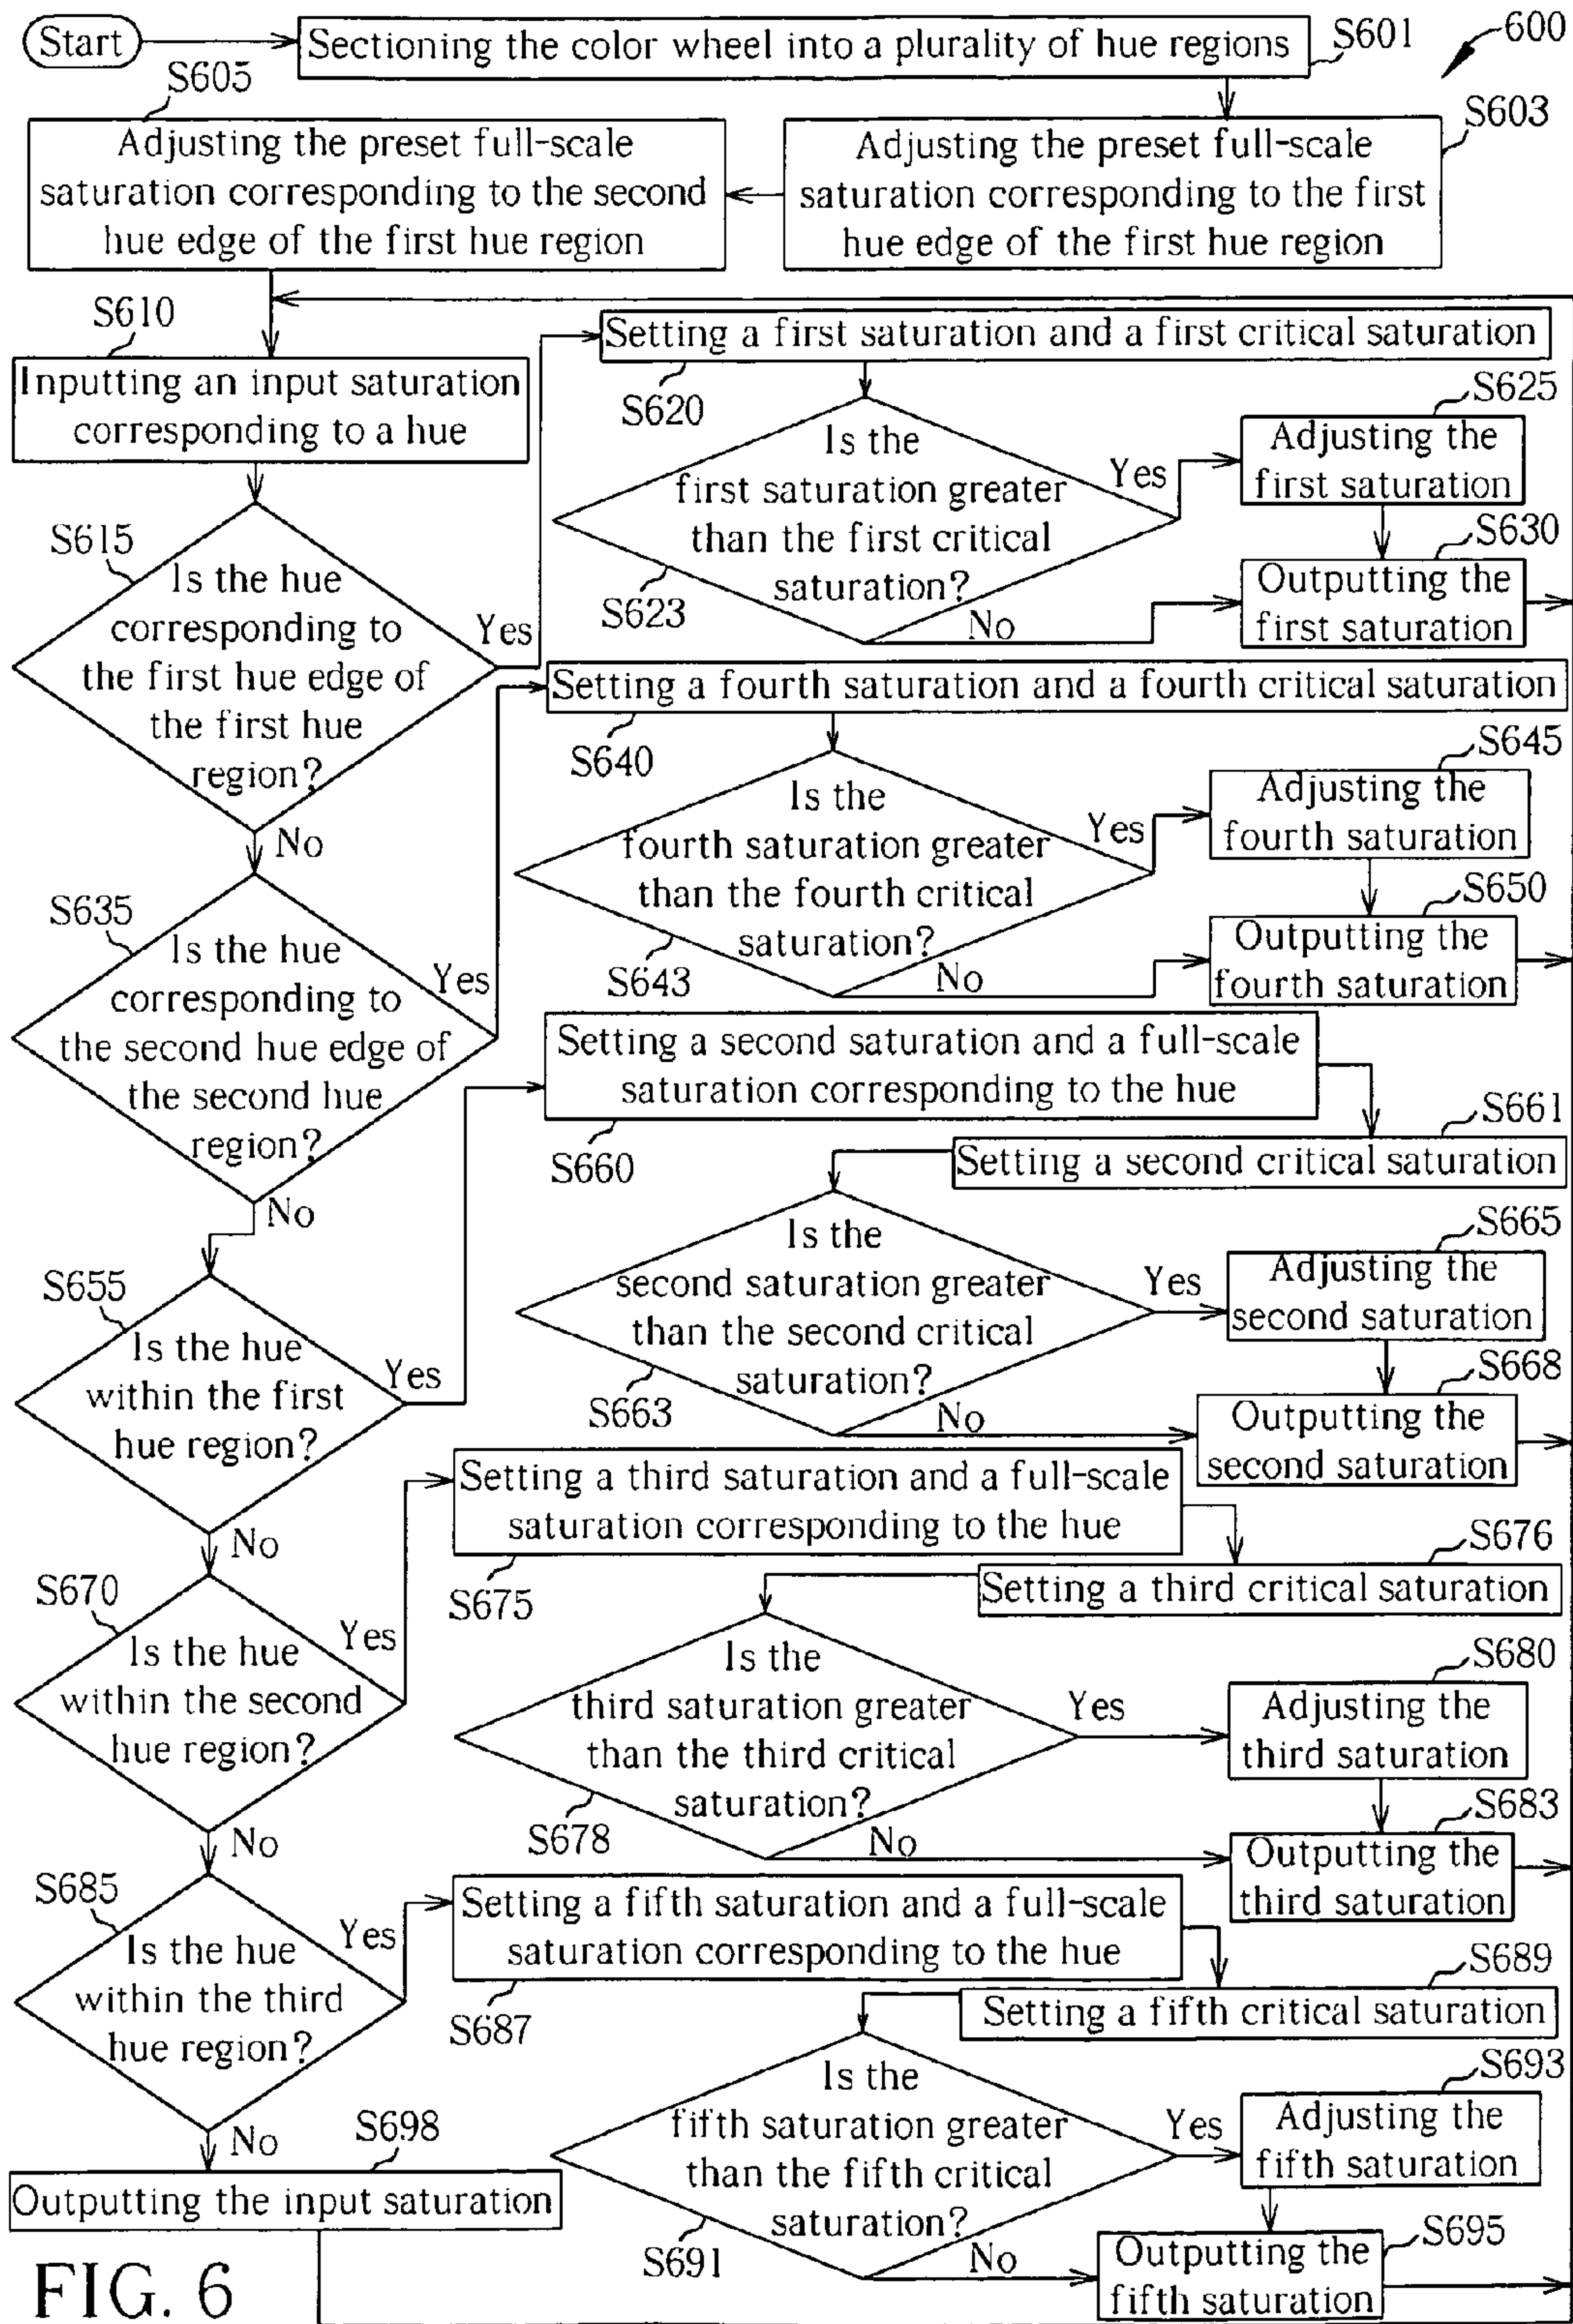 Start
Sectioning the color wheel into a plurality of hue regions
S601
600
S605
S603
Adjusting the preset full-scale
saturation corresponding to the second
hue edge of the first hue region
Adjusting the preset full-scale
saturation corresponding to the first
hue edge of the first hue region
S610
Inputting an input saturation
corresponding to a hue
Setting a first saturation and a first critical saturation
S620
Is the
first saturation greater
than the first critical
saturation?
S623
Yes
No
S625
Adjusting the
first saturation
S630
Outputting the
first saturation
S615
Is the hue
corresponding to
the first hue edge of
the first hue
region?
Yes
No
Setting a fourth saturation and a fourth critical saturation
S640
Is the
fourth saturation greater
than the fourth critical
saturation?
S643
Yes
No
S645
Adjusting the
fourth saturation
S650
Outputting the
fourth saturation
S635
Is the hue
corresponding to
the second hue edge of
the second hue
region?
Yes
No
Setting a second saturation and a full-scale
saturation corresponding to the hue
S660
S661
Setting a second critical saturation
Is the
second saturation greater
than the second critical
saturation?
S663
Yes
No
S665
Adjusting the
second saturation
S668
Outputting the
second saturation
S655
Is the hue
within the first
hue region?
Yes
No
Setting a third saturation and a full-scale
saturation corresponding to the hue
S675
S676
Setting a third critical saturation
Is the
third saturation greater
than the third critical
saturation?
S678
Yes
No
S680
Adjusting the
third saturation
S683
Outputting the
third saturation
S670
Is the hue
within the second
hue region?
Yes
No
Setting a fifth saturation and a full-scale
saturation corresponding to the hue
S687
S689
Setting a fifth critical saturation
Is the
fifth saturation greater
than the fifth critical
saturation?
S691
Yes
No
S693
Adjusting the
fifth saturation
S695
Outputting the
fifth saturation
S685
Is the hue
within the third
hue region?
Yes
No
S698
Outputting the input saturation
FIG. 6